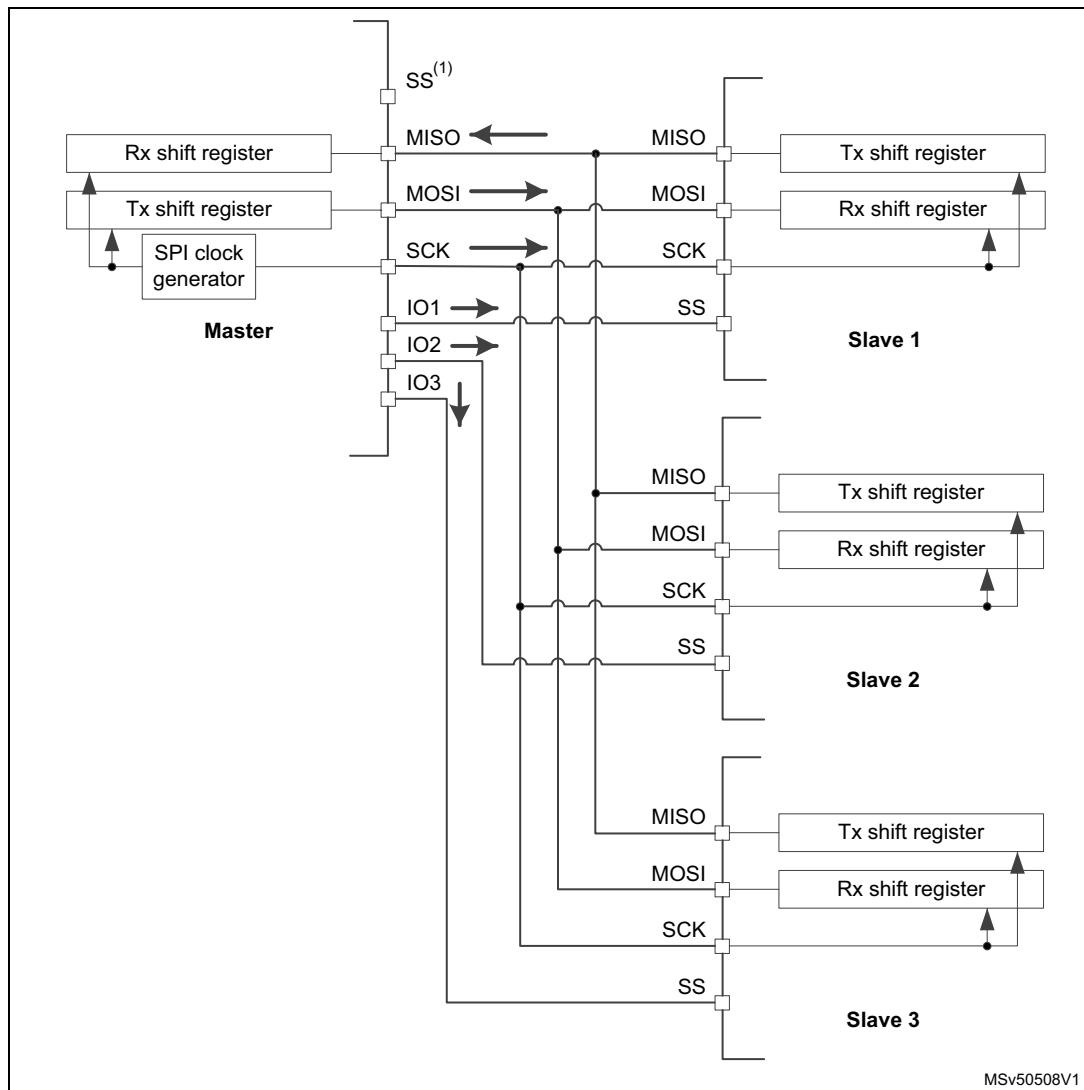 SS(1)
MISO
MISO
Rx shift register
Tx shift register
MOSI
MOSI
Tx shift register
Rx shift register
SCK
SCK
SPI clock
generator
IO1
SS
Master
Slave 1
IO2
IO3
MISO
Tx shift register
MOSI
Rx shift register
SCK
SS
Slave 2
MISO
Tx shift register
MOSI
Rx shift register
SCK
SS
Slave 3
MSv50508V1